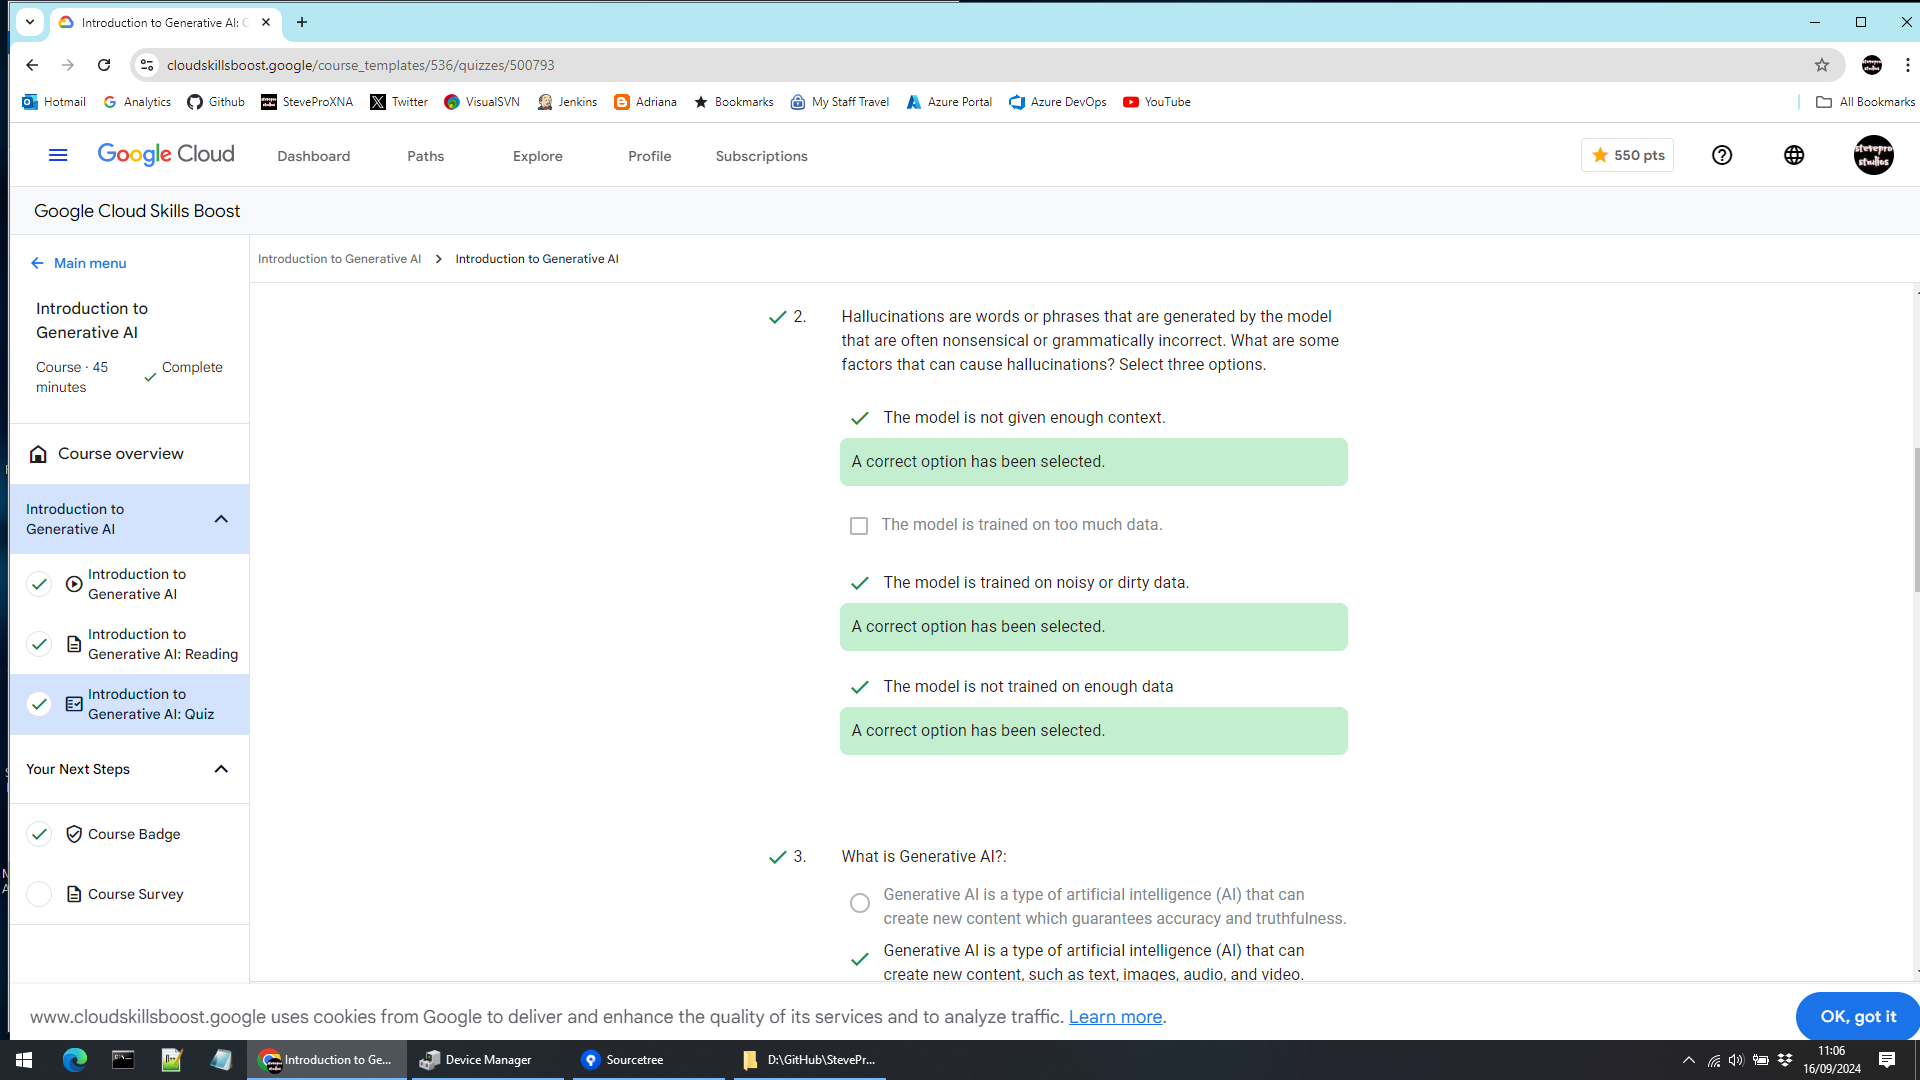 Introduction to Generative AI: C
cloudskillsboost.google/course_templates/536/quizzes/500793
Hotmail
Analytics
Github
SteveProXNA
Twitter
VisualSVN
Jenkins
Adriana
Bookmarks
My Staff Travel
Azure Portal
Azure DevOps
YouTube
All Bookmarks
Google Cloud
Dashboard
Paths
Explore
Profile
Subscriptions
550 pts
stevepro
studios
Google Cloud Skills Boost
Main menu
Introduction to
Generative AI
Course · 45
minutes
Complete
Course overview
Introduction to
Generative AI
Introduction to
Generative AI
Introduction to
Generative AI: Reading
Introduction to
Generative AI: Quiz
Your Next Steps
Course Badge
Course Survey
Introduction to Generative AI > Introduction to Generative AI
2. Hallucinations are words or phrases that are generated by the model
that are often nonsensical or grammatically incorrect. What are some
factors that can cause hallucinations? Select three options.
The model is not given enough context.
A correct option has been selected.
The model is trained on too much data.
The model is trained on noisy or dirty data.
A correct option has been selected.
The model is not trained on enough data
A correct option has been selected.
3. What is Generative AI?:
Generative AI is a type of artificial intelligence (AI) that can
create new content which guarantees accuracy and truthfulness.
Generative AI is a type of artificial intelligence (AI) that can
create new content, such as text, images, audio, and video.
www.cloudskillsboost.google uses cookies from Google to deliver and enhance the quality of its services and to analyze traffic. Learn more.
OK, got it
Introduction to Ge...
Device Manager
Sourcetree
D:\GitHub\StevePr...
11:06
16/09/2024